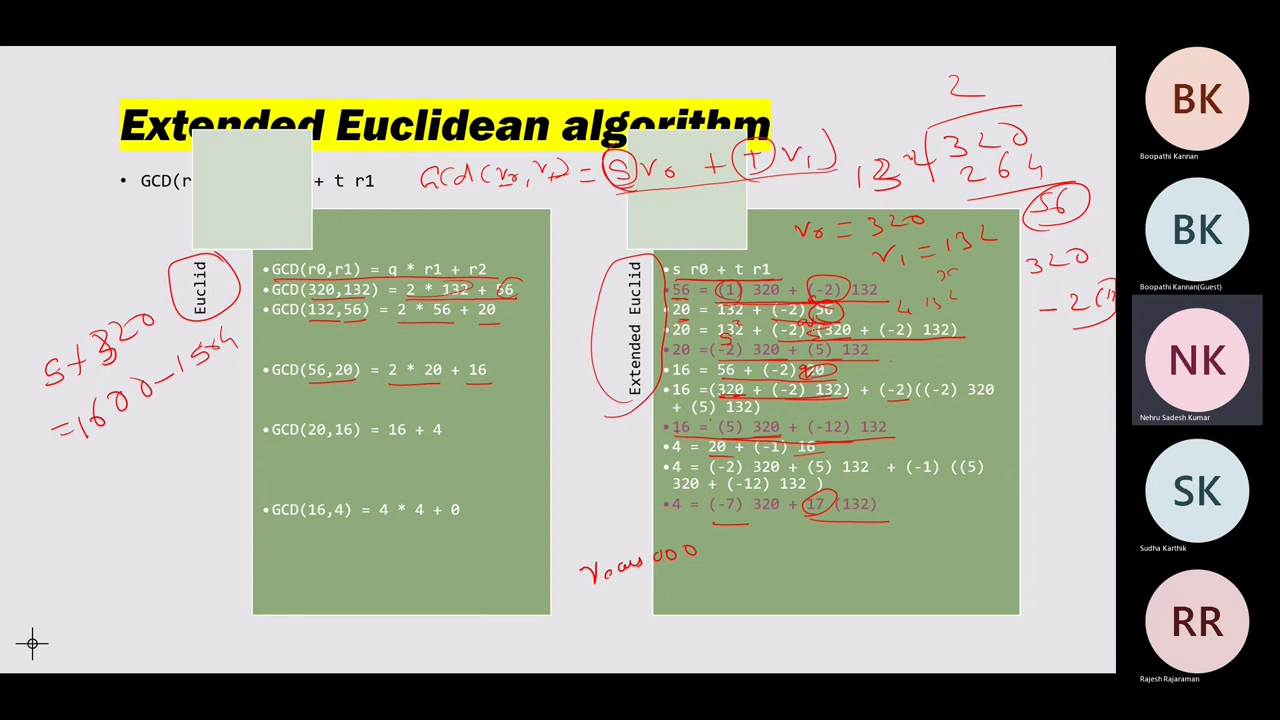 Extended Euclidean algorithm
2
132 320
264
56
• GCD(r + t r1
Gcd(r0, r1) = s r0 + t r1
r0 = 320
r1 = 132
320
- 2(1
Euclid
•GCD(r0,r1) = q * r1 + r2
•GCD(320,132) = 2 * 132 + 56
•GCD(132,56) = 2 * 56 + 20
•GCD(56,20) = 2 * 20 + 16
•GCD(20,16) = 16 + 4
•GCD(16,4) = 4 * 4 + 0
320
= 1600 - 1584
Extended Euclid
•s r0 + t r1
•56 = (1) 320 + (-2) 132
•20 = 132 + (-2) 56
•20 = 132 + (-2) (320 + (-2) 132)
•20 =(-2) 320 + (5) 132
•16 = 56 + (-2) 20
•16 =(320 + (-2) 132) + (-2)((-2) 320
+ (5) 132)
•16 = (5) 320 + (-12) 132
•4 = 20 + (-1) 16
•4 = (-2) 320 + (5) 132 + (-1) ((5)
320 + (-12) 132 )
•4 = (-7) 320 + 17 (132)
BK
Boopathi Kannan
BK
Boopathi Kannan(Guest)
NK
Nehru Sadesh Kumar
SK
Sudha Karthik
RR
Rajesh Rajaraman